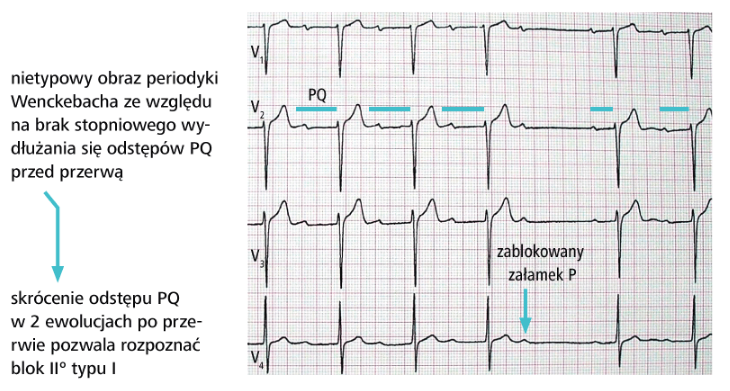 nietypowy obraz periodyki
Wenckebacha ze względu
na brak stopniowego wy-
dłużania się odstępów PQ
przed przerwą
skrócenie odstępu PQ
w 2 ewolucjach po prze-
rwie pozwala rozpoznać
blok IIº typu I
V1
PQ
V2
V3
zablokowany
załamek P
V4